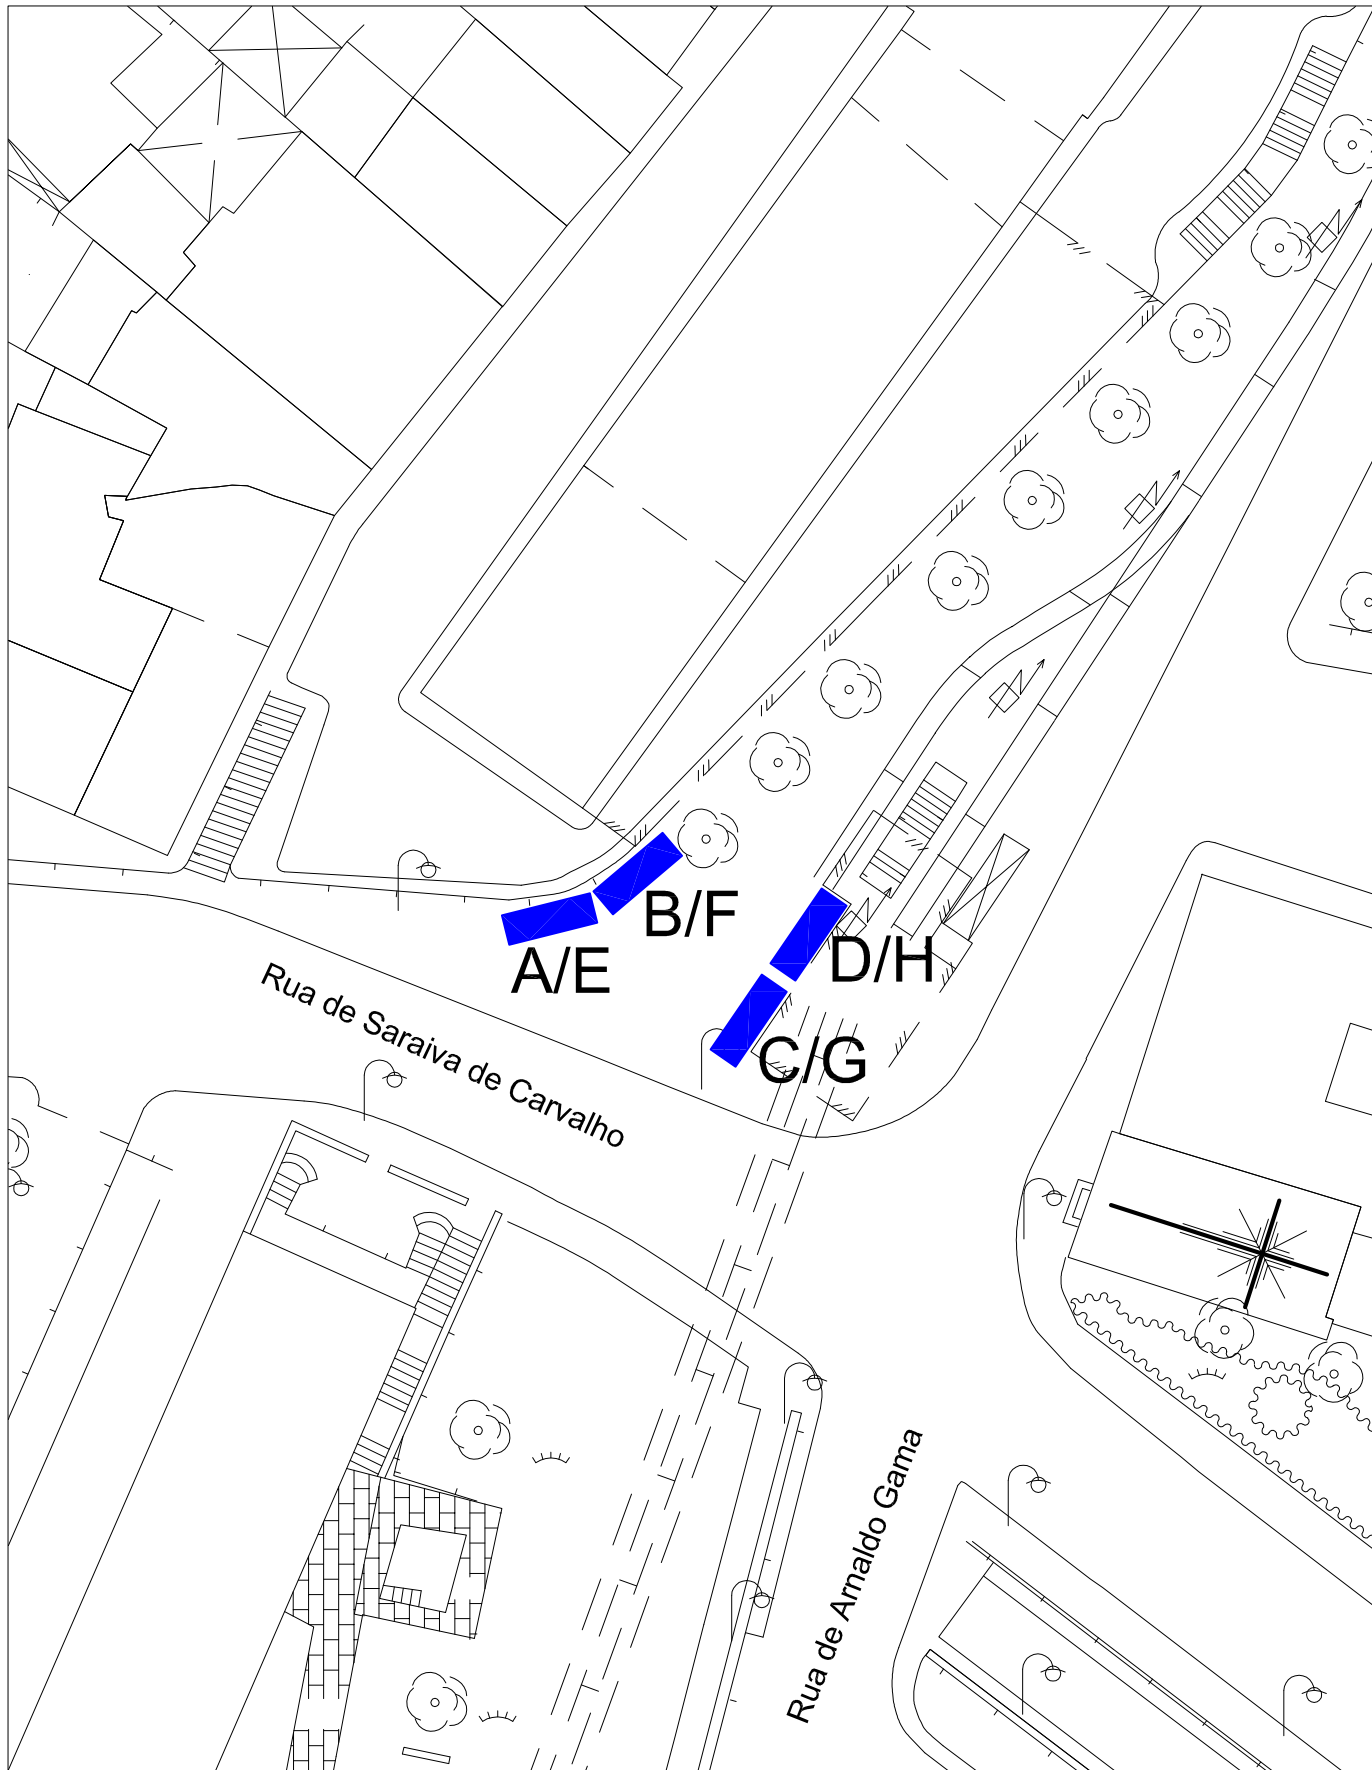 B/F
A/E
D/H
C/G
Rua de Saraiva de Carvalho
Rua de Arnaldo Gama